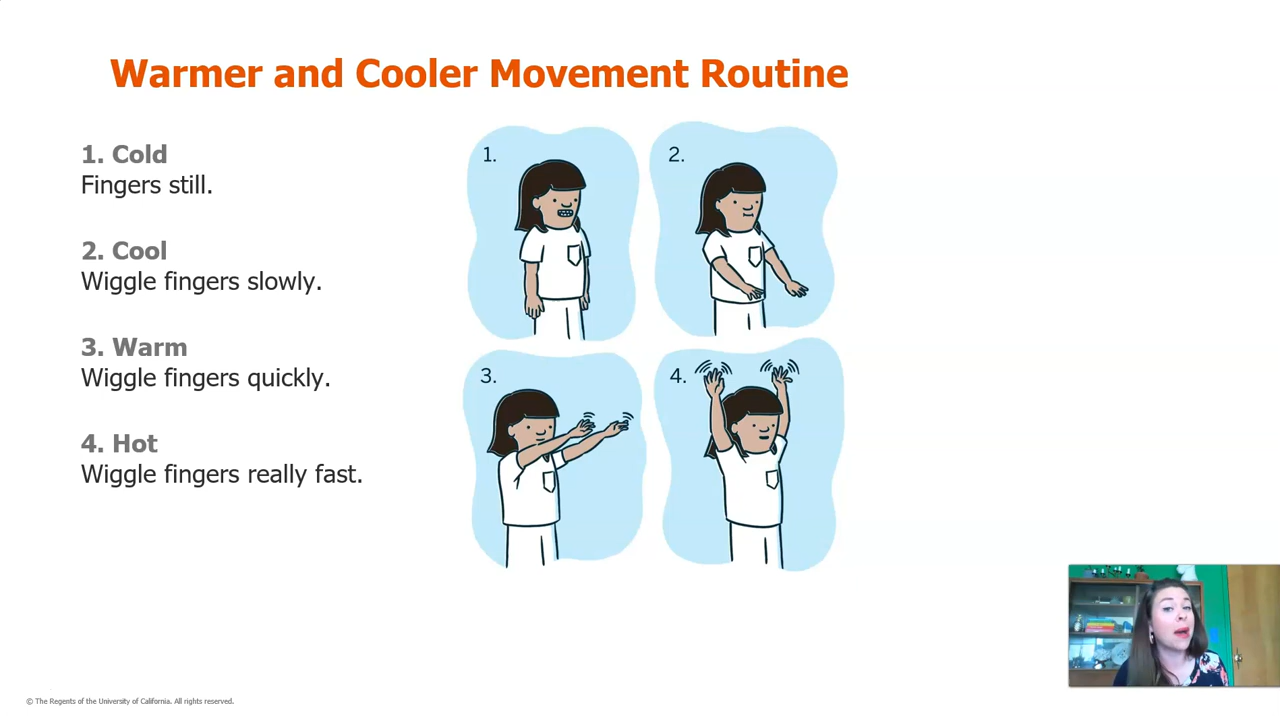 Warmer and Cooler Movement Routine
1. Cold
Fingers still.
2. Cool
Wiggle fingers slowly.
3. Warm
Wiggle fingers quickly.
4. Hot
Wiggle fingers really fast.
1.
2.
3.
4.
© The Regents of the University of California. All rights reserved.